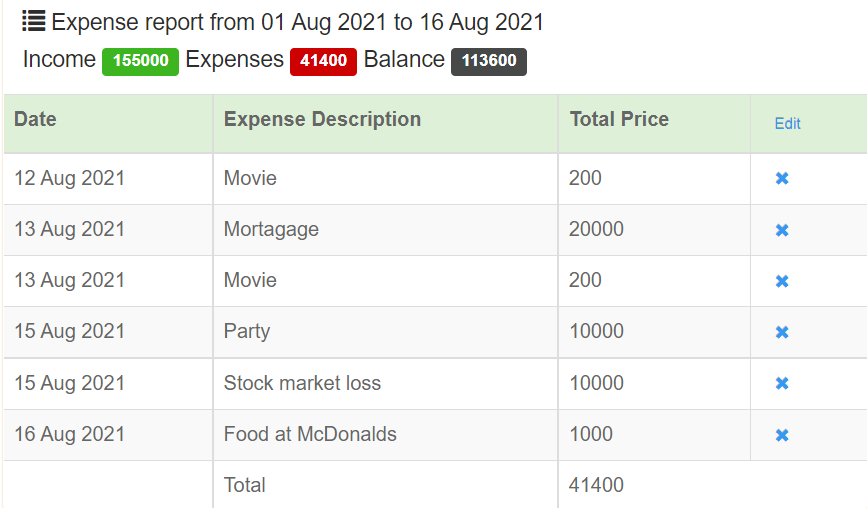 Expense report from 01 Aug 2021 to 16 Aug 2021
Income 155000 Expenses 41400 Balance 113600
Date Expense Description Total Price Edit
12 Aug 2021 Movie 200
13 Aug 2021 Mortagage 20000
13 Aug 2021 Movie 200
15 Aug 2021 Party 10000
15 Aug 2021 Stock market loss 10000
16 Aug 2021 Food at McDonalds 1000
Total 41400